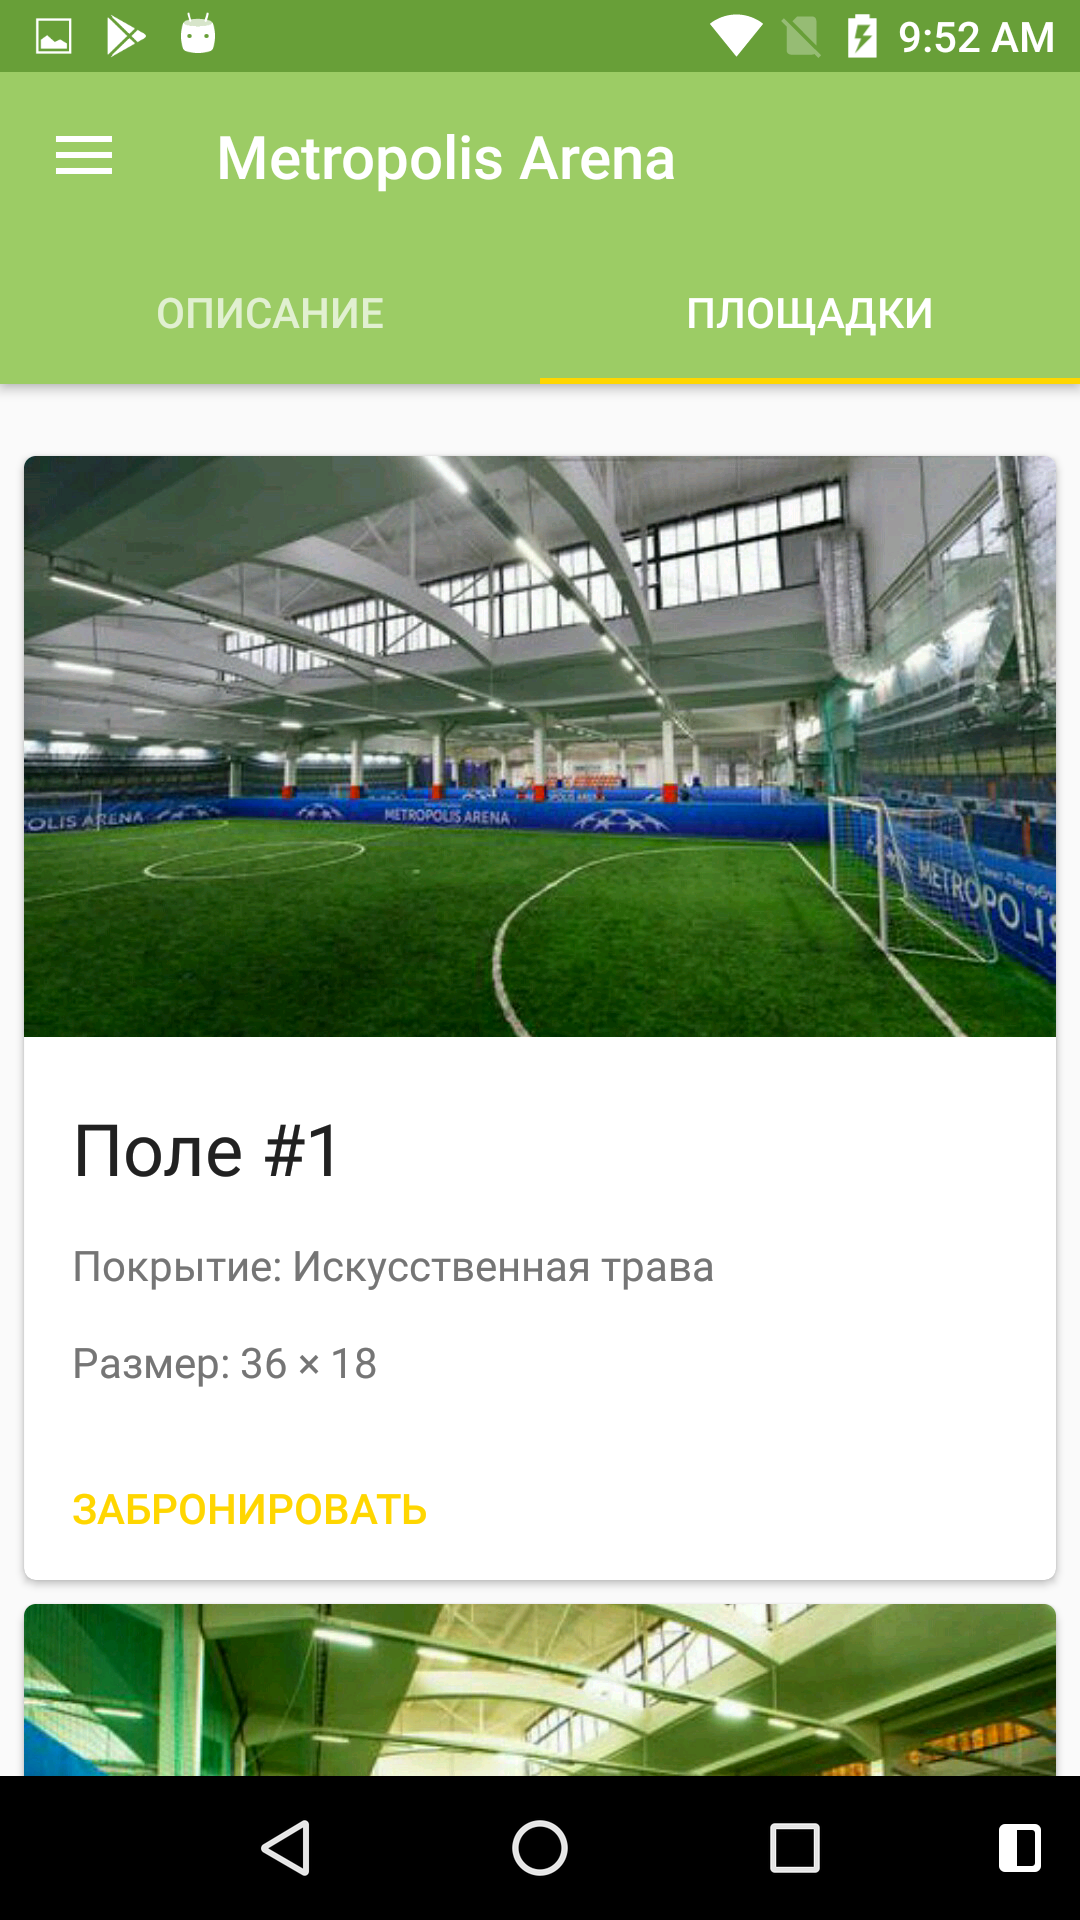 9:52 AM
Metropolis Arena
ОПИСАНИЕ
ПЛОЩАДКИ
OLIS ARENA
METROPOLIS ARENA
METROPOLIS
Поле #1
Покрытие: Искусственная трава
Размер: 36 × 18
ЗАБРОНИРОВАТЬ